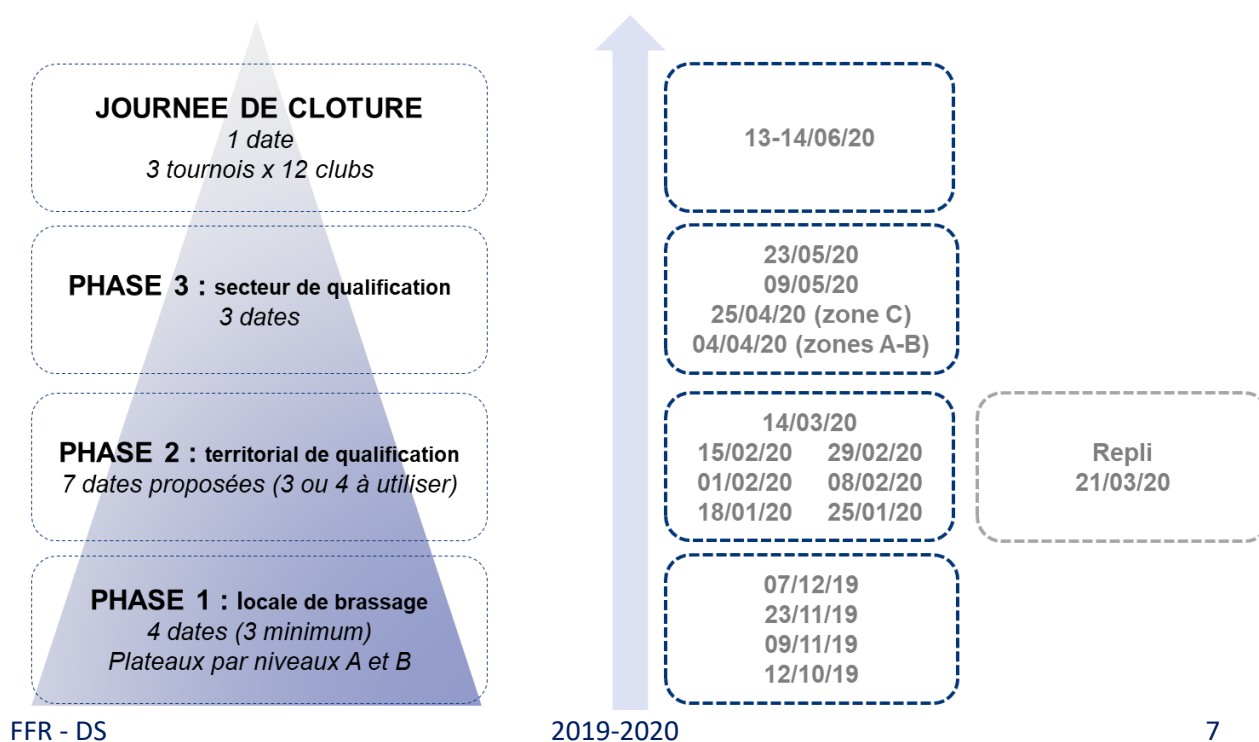 JOURNEE DE CLOTURE
1 date
3 tournois x 12 clubs
13-14/06/20
PHASE 3 : secteur de qualification
3 dates
23/05/20
09/05/20
25/04/20 (zone C)
04/04/20 (zones A-B)
PHASE 2 : territorial de qualification
7 dates proposées (3 ou 4 à utiliser)
14/03/20
15/02/20 29/02/20
01/02/20 08/02/20
18/01/20 25/01/20
Repli
21/03/20
PHASE 1 : locale de brassage
4 dates (3 minimum)
Plateaux par niveaux A et B
07/12/19
23/11/19
09/11/19
12/10/19
FFR - DS
2019-2020
7